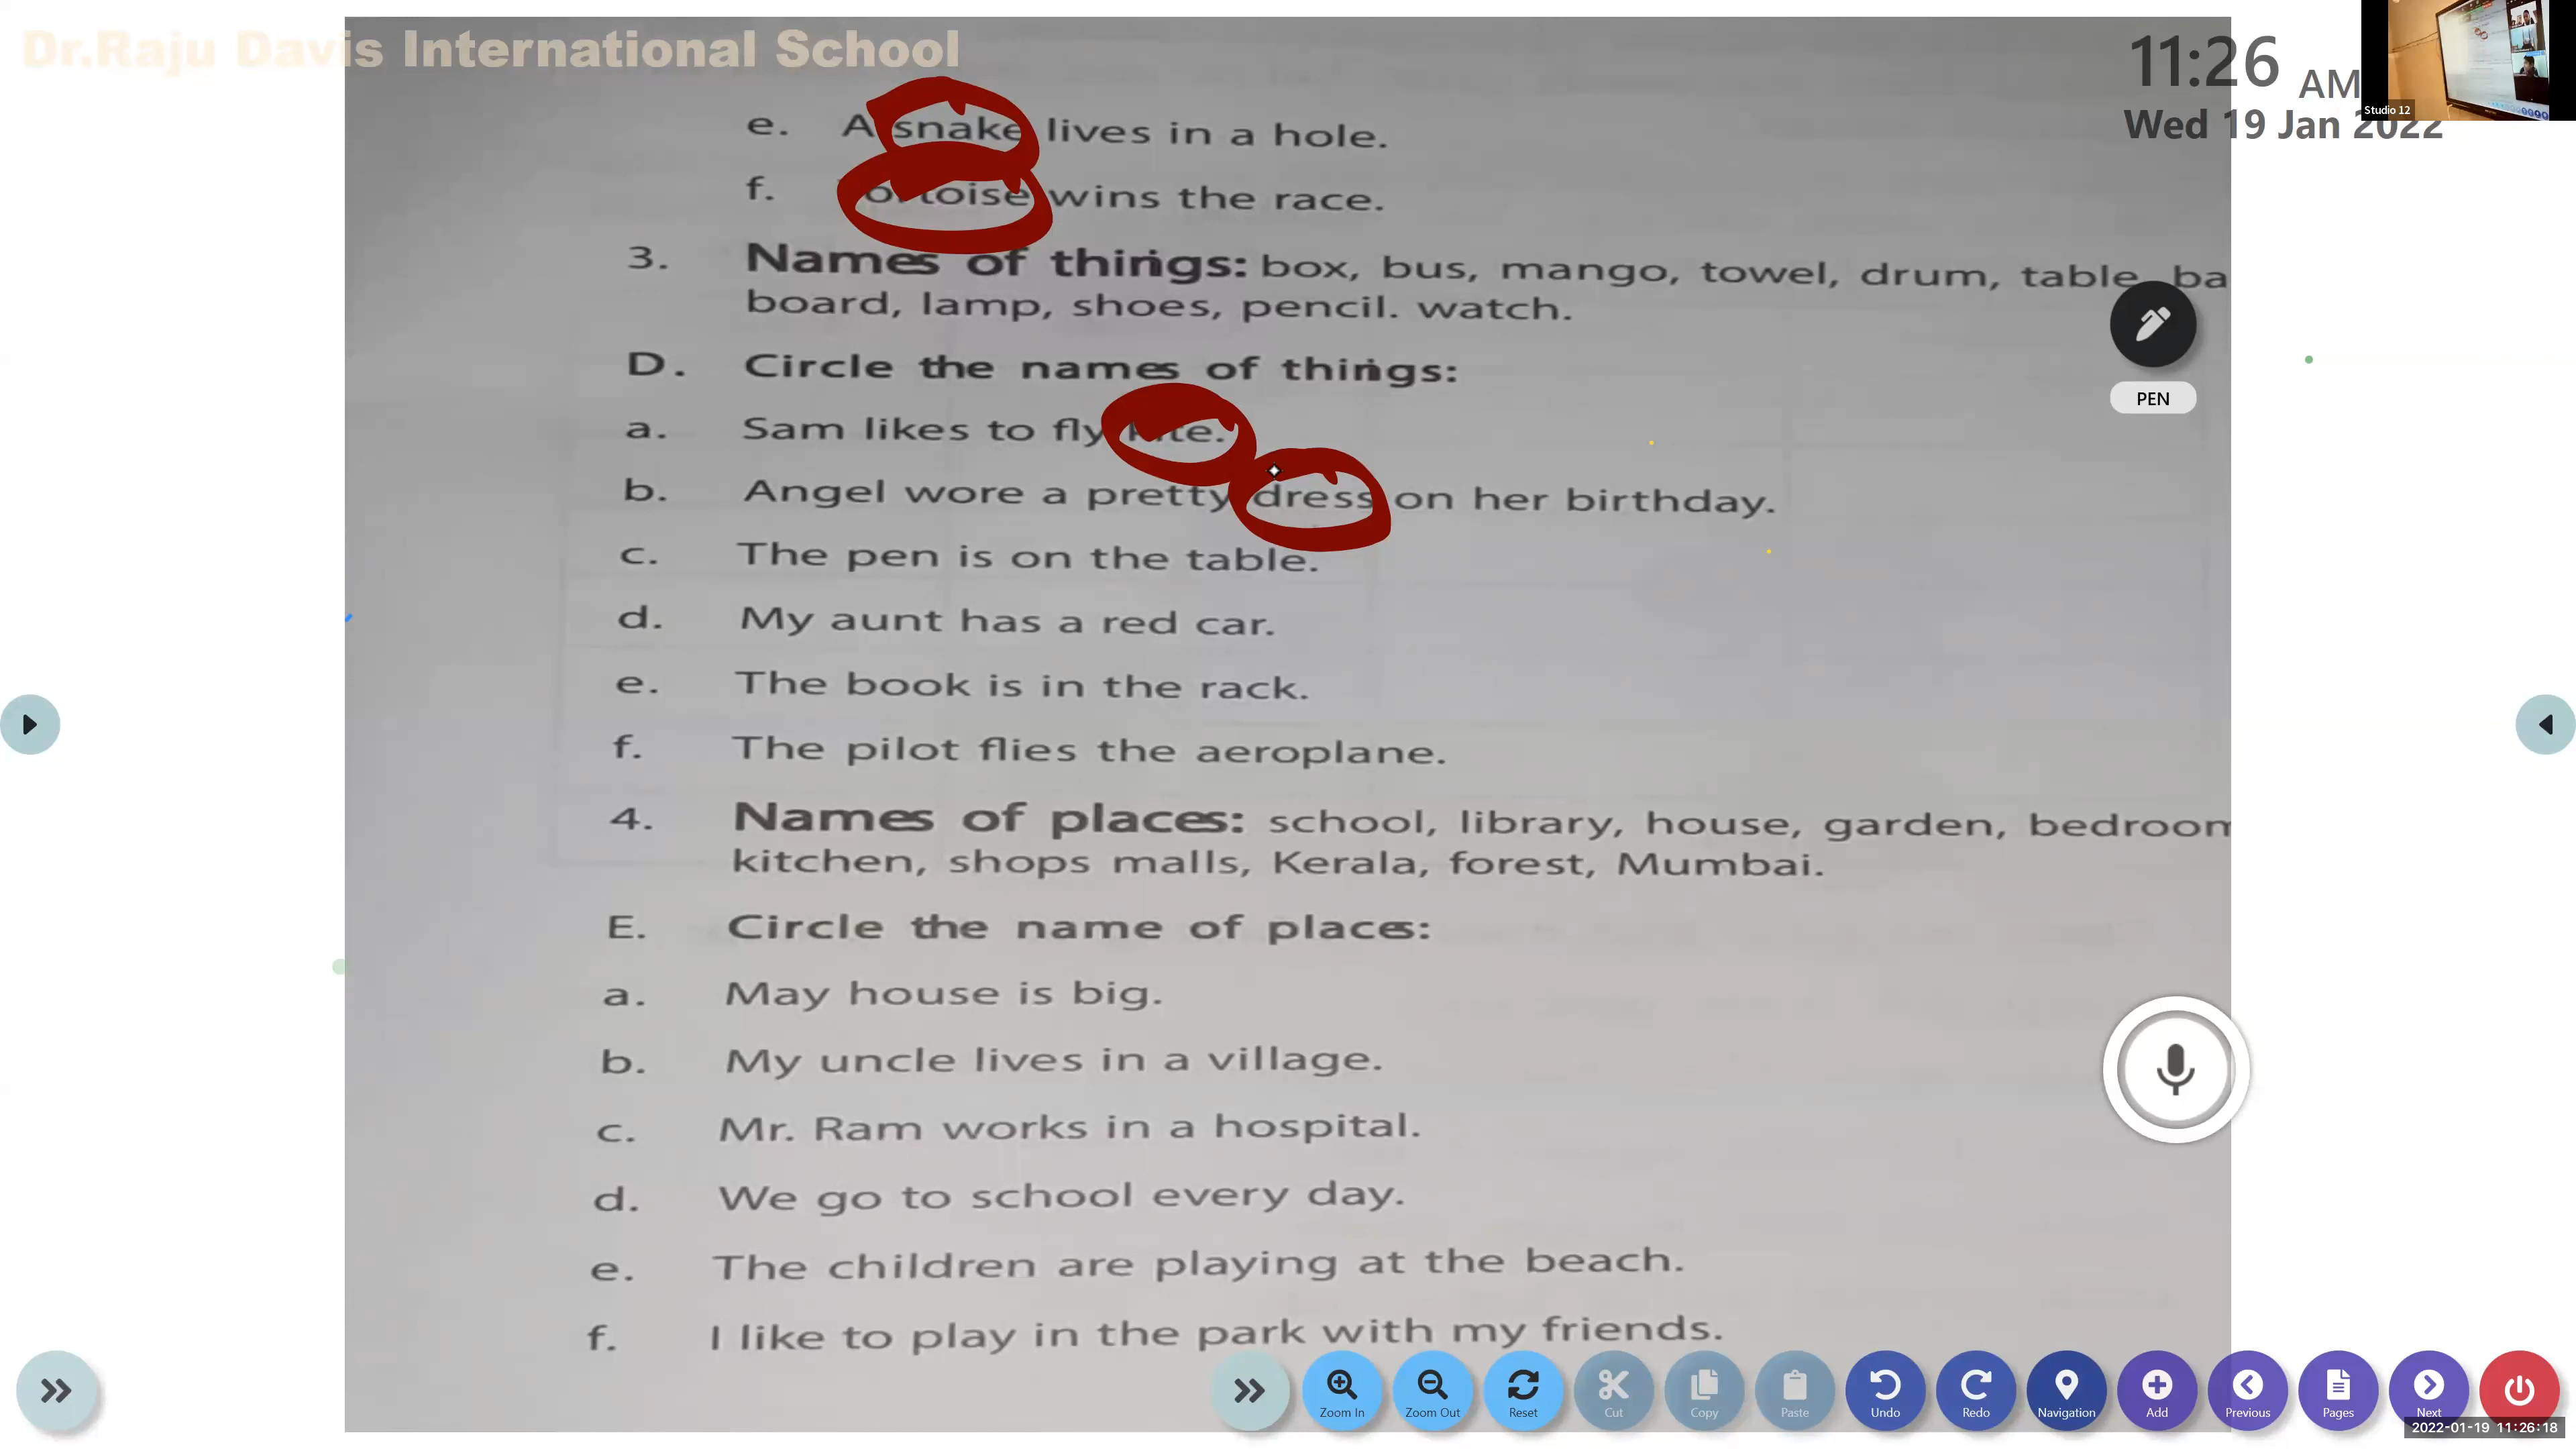 Dr.Raju Davis International School
11:26 AM
Wed 19 Jan 2022
Studio 12
e. A snake lives in a hole.
f. Tortoise wins the race.
3. Names of things: box, bus, mango, towel, drum, table, ba
board, lamp, shoes, pencil. watch.
PEN
D. Circle the names of things:
a. Sam likes to fly kite.
b. Angel wore a pretty dress on her birthday.
c. The pen is on the table.
d. My aunt has a red car.
e. The book is in the rack.
f. The pilot flies the aeroplane.
4. Names of places: school, library, house, garden, bedroom
kitchen, shops malls, Kerala, forest, Mumbai.
E. Circle the name of places:
a. May house is big.
b. My uncle lives in a village.
c. Mr. Ram works in a hospital.
d. We go to school every day.
e. The children are playing at the beach.
f. I like to play in the park with my friends.
Zoom In Zoom Out Reset Cut Copy Paste Undo Redo Navigation Add Previous Pages Next
2022-01-19 11:26:18